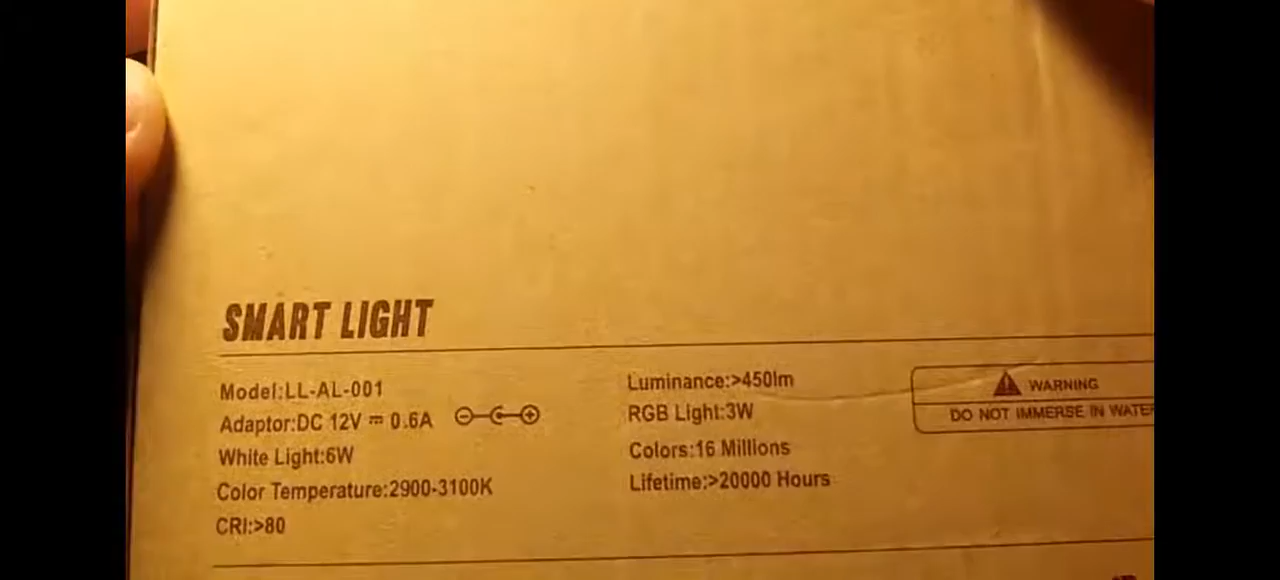 SMART LIGHT
Model:LL-AL-001
Adaptor:DC 12V ⎓ 0.6A
White Light:6W
Color Temperature:2900-3100K
CRI:>80
Luminance:>450lm
RGB Light:3W
Colors:16 Millions
Lifetime:>20000 Hours
WARNING
DO NOT IMMERSE IN WATER